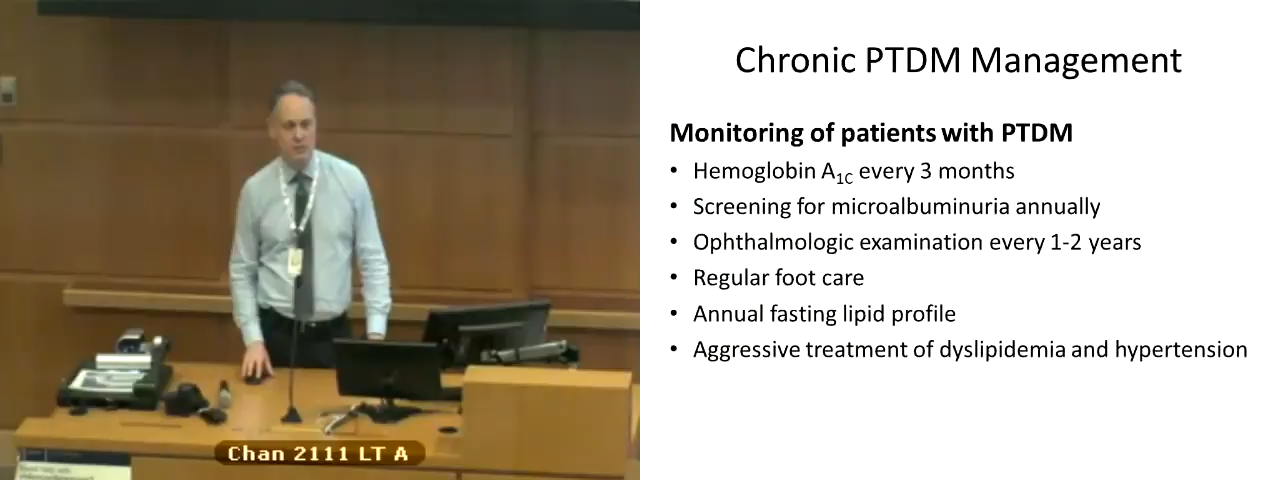 Chronic PTDM Management
Monitoring of patients with PTDM
• Hemoglobin A1C every 3 months
• Screening for microalbuminuria annually
• Ophthalmologic examination every 1-2 years
• Regular foot care
• Annual fasting lipid profile
• Aggressive treatment of dyslipidemia and hypertension
Chan 2111 LT A